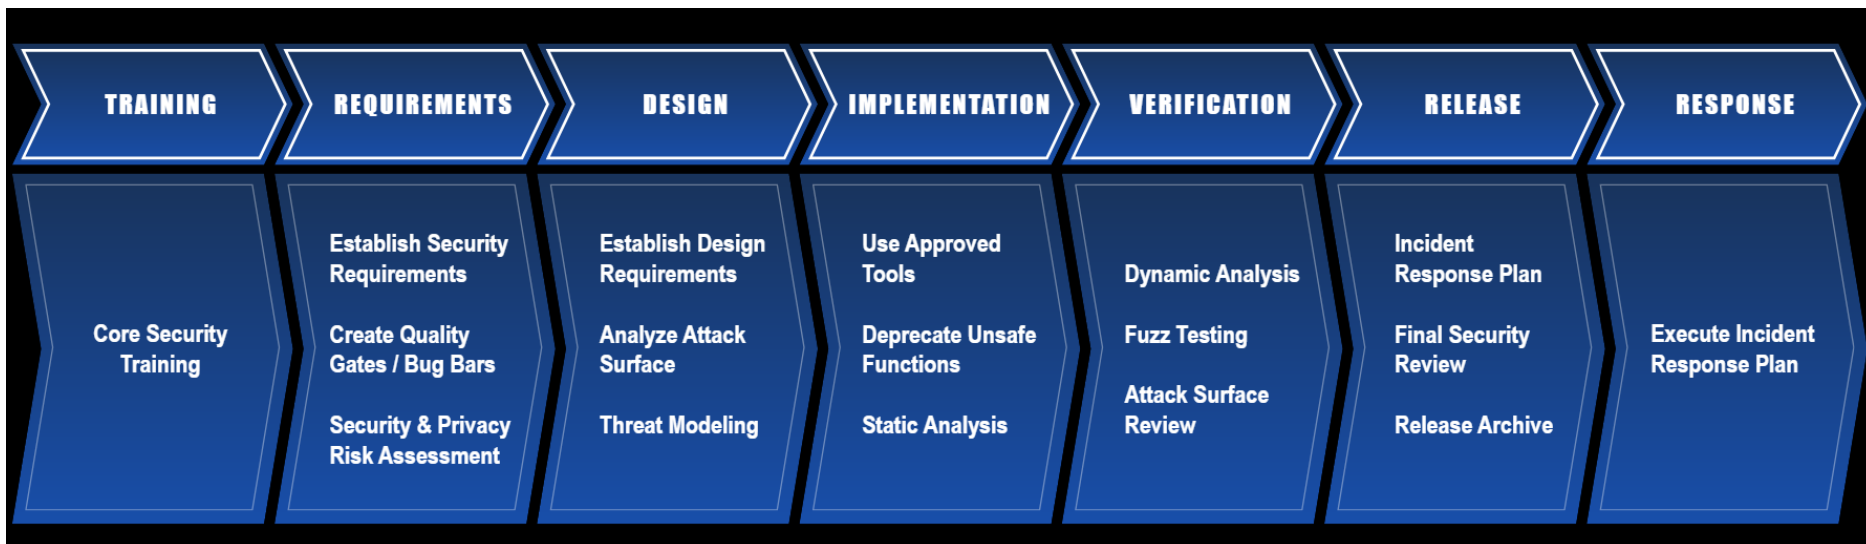 TRAINING
REQUIREMENTS
DESIGN
IMPLEMENTATION
VERIFICATION
RELEASE
RESPONSE
Core Security
Training
Establish Security
Requirements
Create Quality
Gates / Bug Bars
Security & Privacy
Risk Assessment
Establish Design
Requirements
Analyze Attack
Surface
Threat Modeling
Use Approved
Tools
Deprecate Unsafe
Functions
Static Analysis
Dynamic Analysis
Fuzz Testing
Attack Surface
Review
Incident
Response Plan
Final Security
Review
Release Archive
Execute Incident
Response Plan